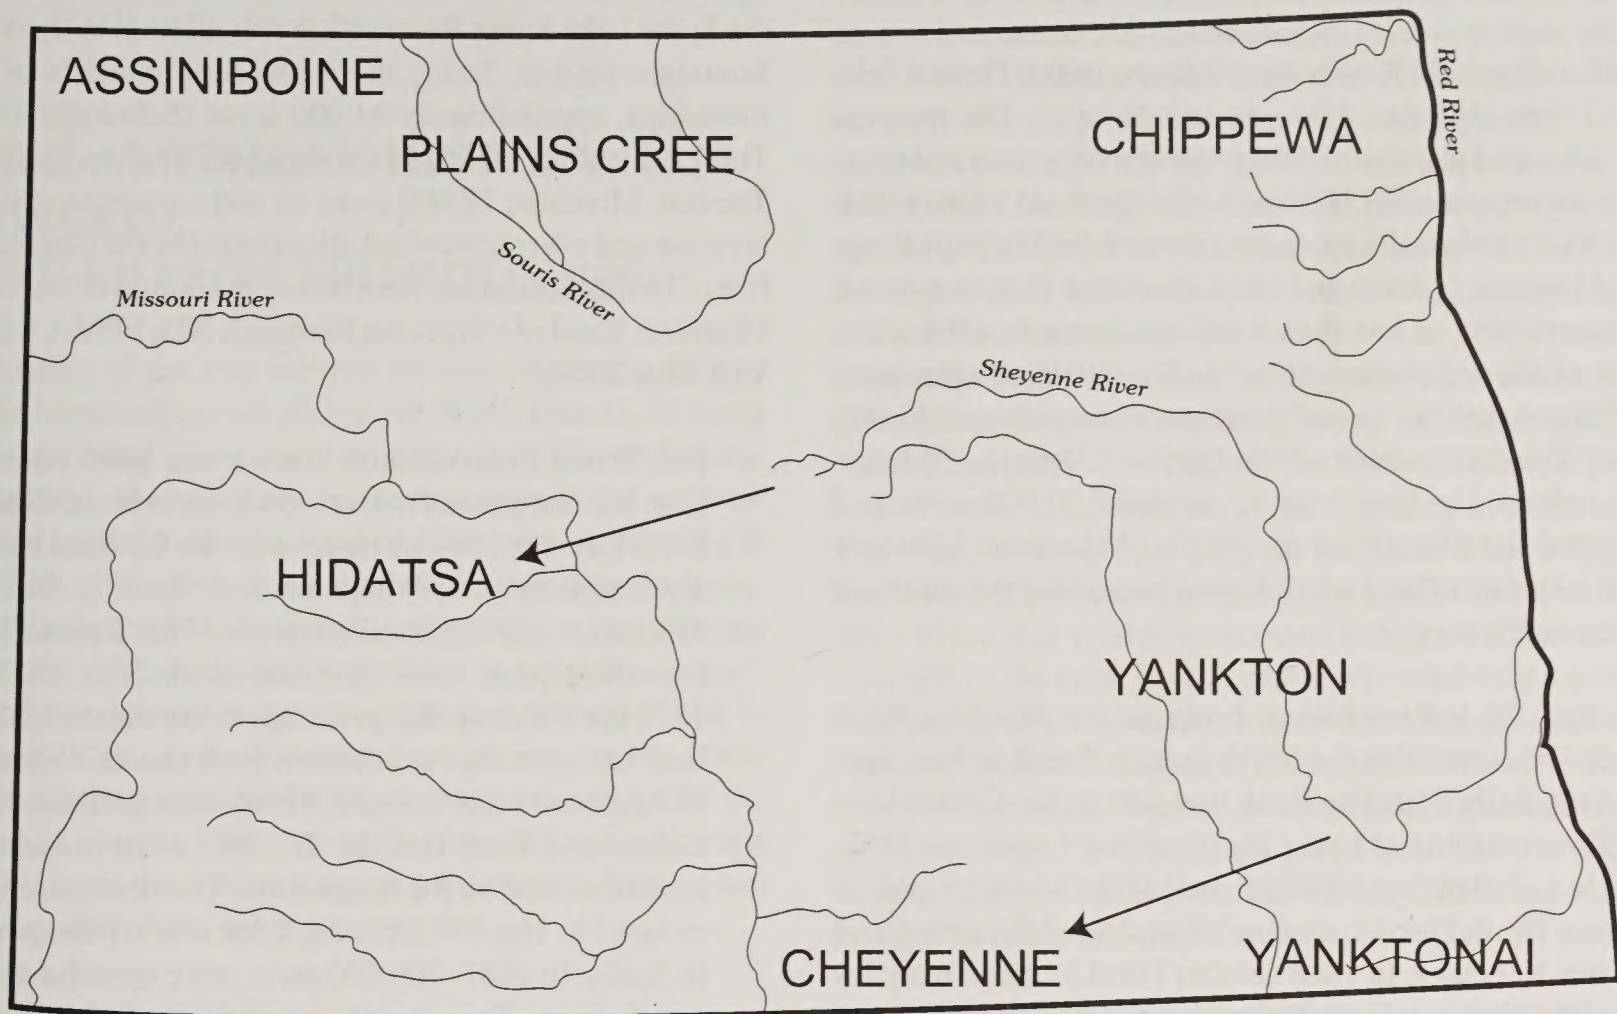 ASSINIBOINE
PLAINS CREE
CHIPPEWA
Red River
Souris River
Missouri River
Sheyenne River
HIDATSA
YANKTON
CHEYENNE
YANKTONAI